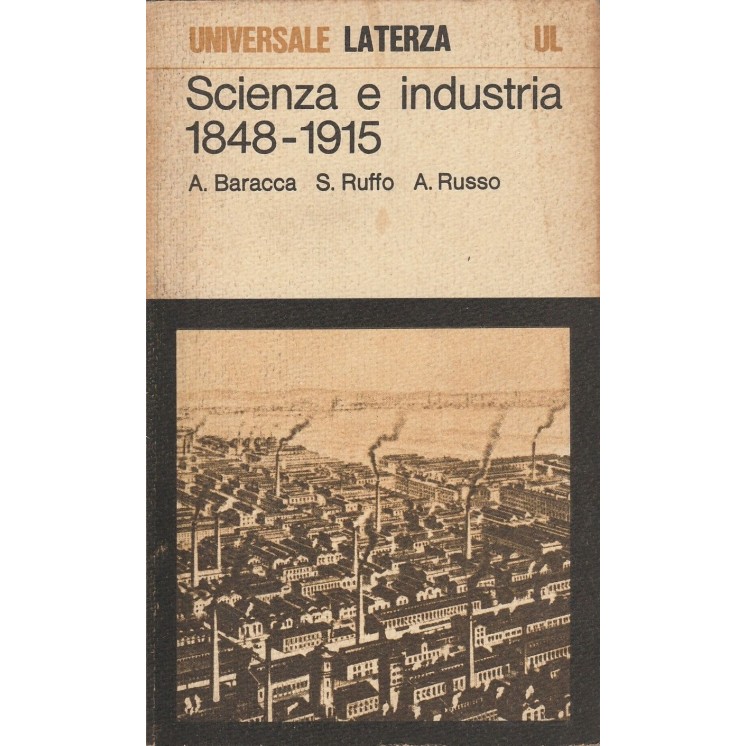 UNIVERSALE LATERZA UL
Scienza e industria
1848-1915
A. Baracca S. Ruffo A. Russo